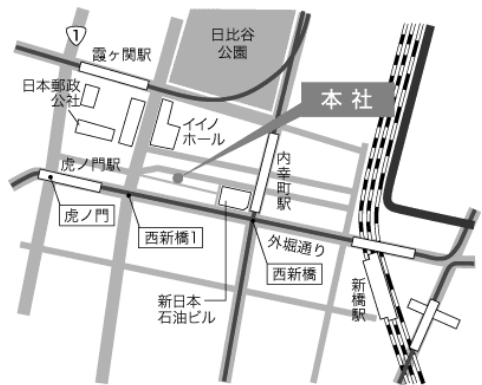 1
霞ヶ関駅
日比谷
公園
日本郵政
公社
イイノ
ホール
本社
虎ノ門駅
内幸町駅
虎ノ門
西新橋1
外堀通り
西新橋
新日本
石油ビル
新橋駅